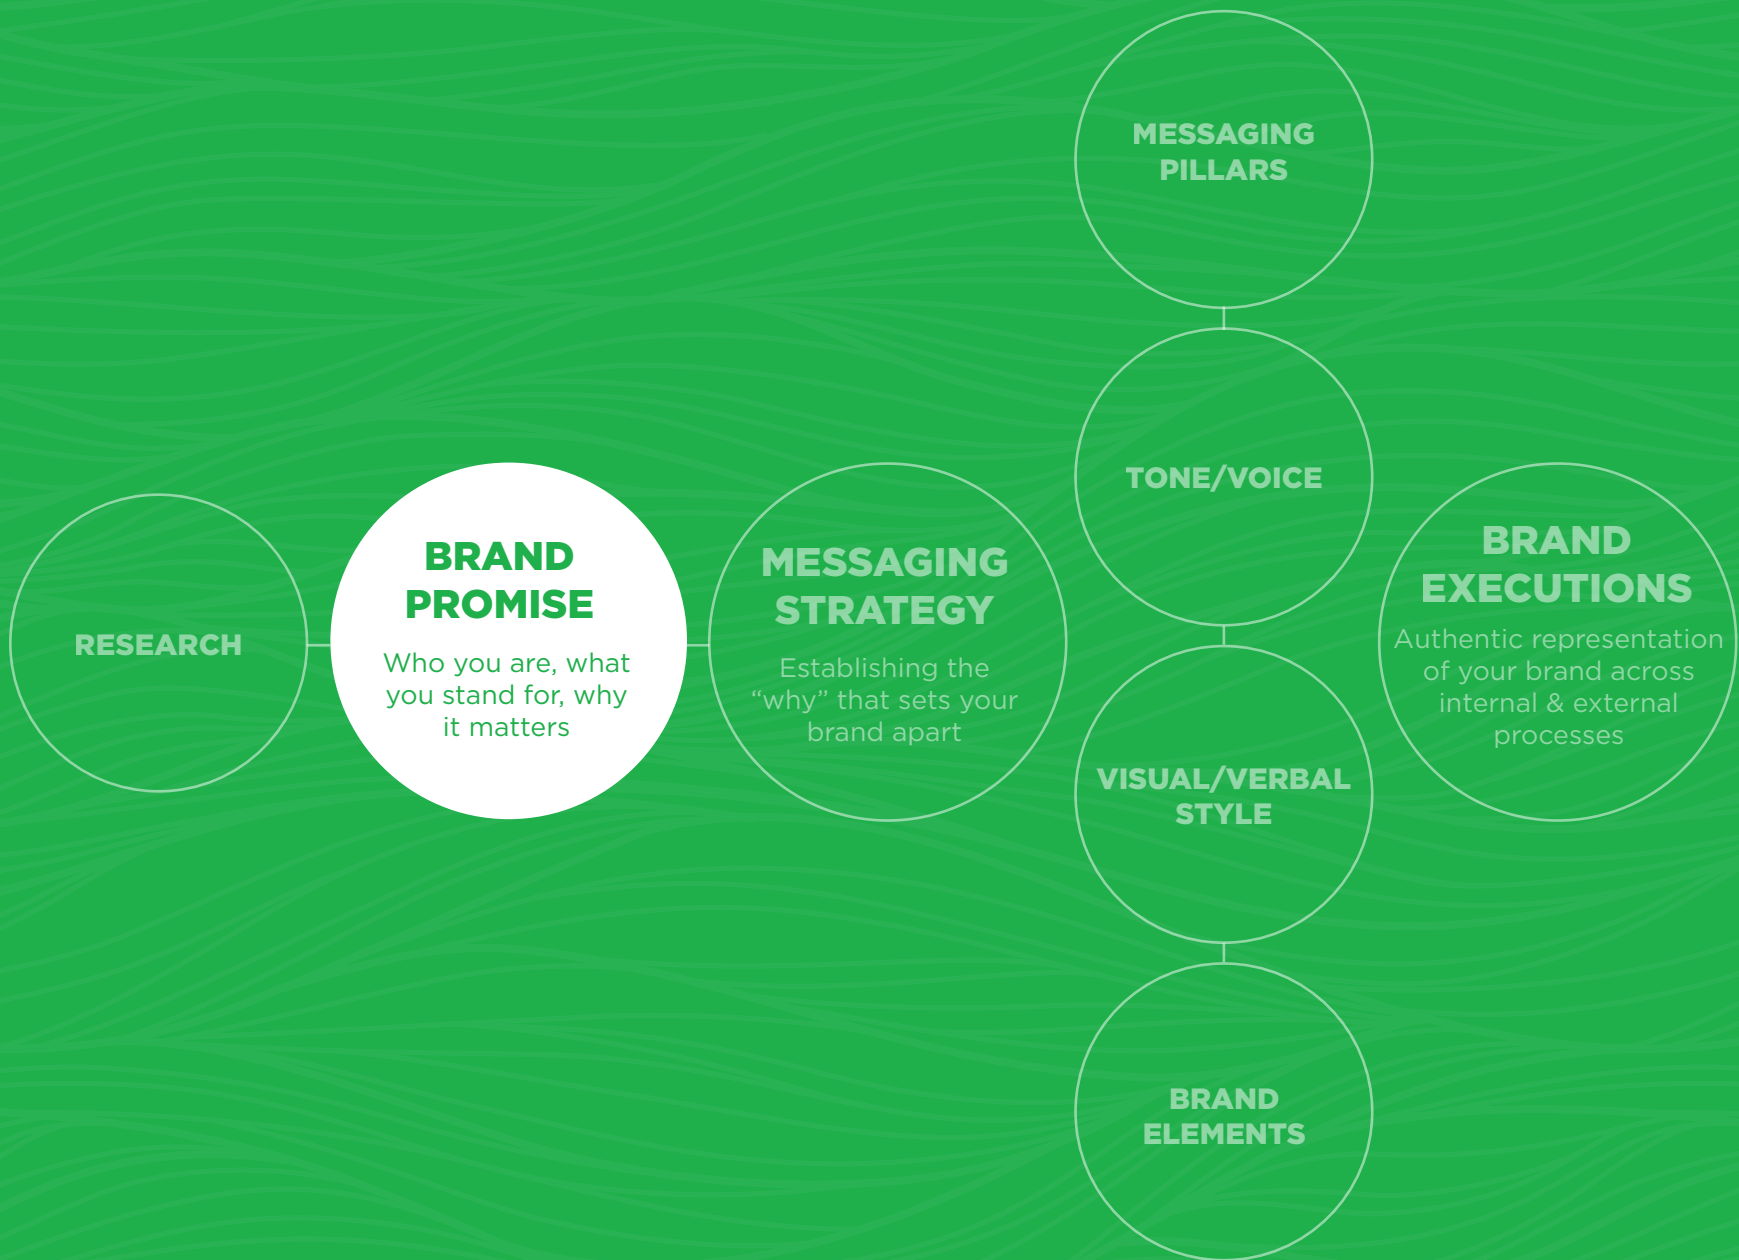 RESEARCH
BRAND
PROMISE
Who you are, what
you stand for, why
it matters
MESSAGING
STRATEGY
Establishing the
“why” that sets your
brand apart
MESSAGING
PILLARS
TONE/VOICE
VISUAL/VERBAL
STYLE
BRAND
ELEMENTS
BRAND
EXECUTIONS
Authentic representation
of your brand across
internal & external
processes